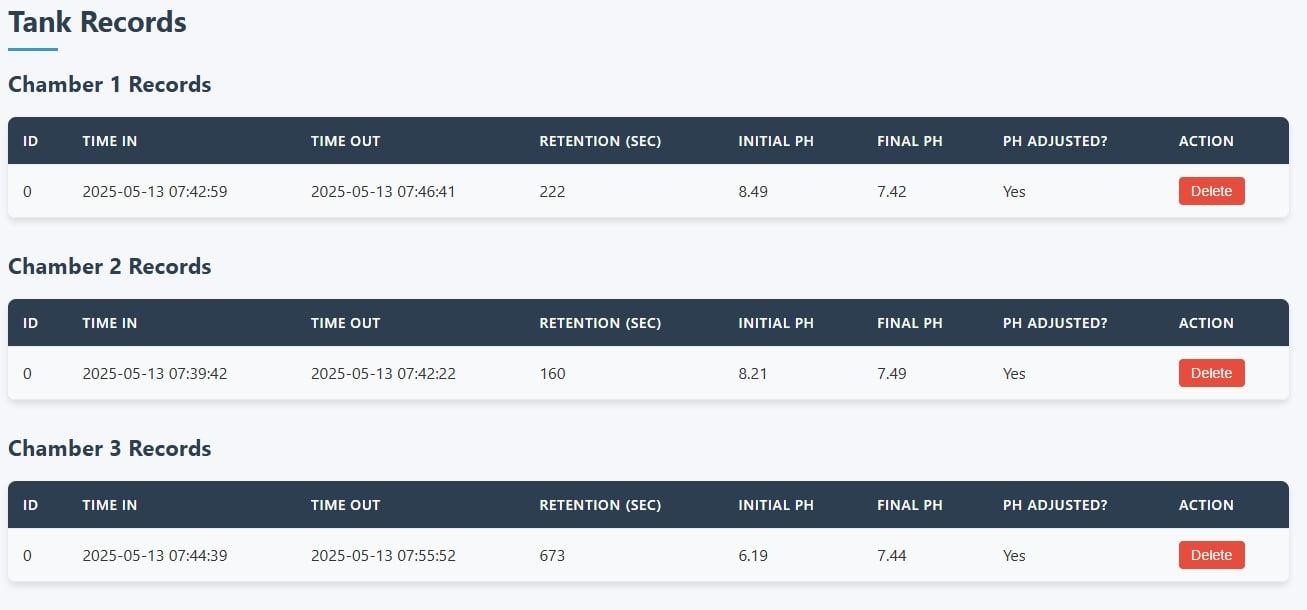 Tank Records
Chamber 1 Records
ID TIME IN TIME OUT RETENTION (SEC) INITIAL PH FINAL PH PH ADJUSTED? ACTION
0 2025-05-13 07:42:59 2025-05-13 07:46:41 222 8.49 7.42 Yes Delete
Chamber 2 Records
ID TIME IN TIME OUT RETENTION (SEC) INITIAL PH FINAL PH PH ADJUSTED? ACTION
0 2025-05-13 07:39:42 2025-05-13 07:42:22 160 8.21 7.49 Yes Delete
Chamber 3 Records
ID TIME IN TIME OUT RETENTION (SEC) INITIAL PH FINAL PH PH ADJUSTED? ACTION
0 2025-05-13 07:44:39 2025-05-13 07:55:52 673 6.19 7.44 Yes Delete